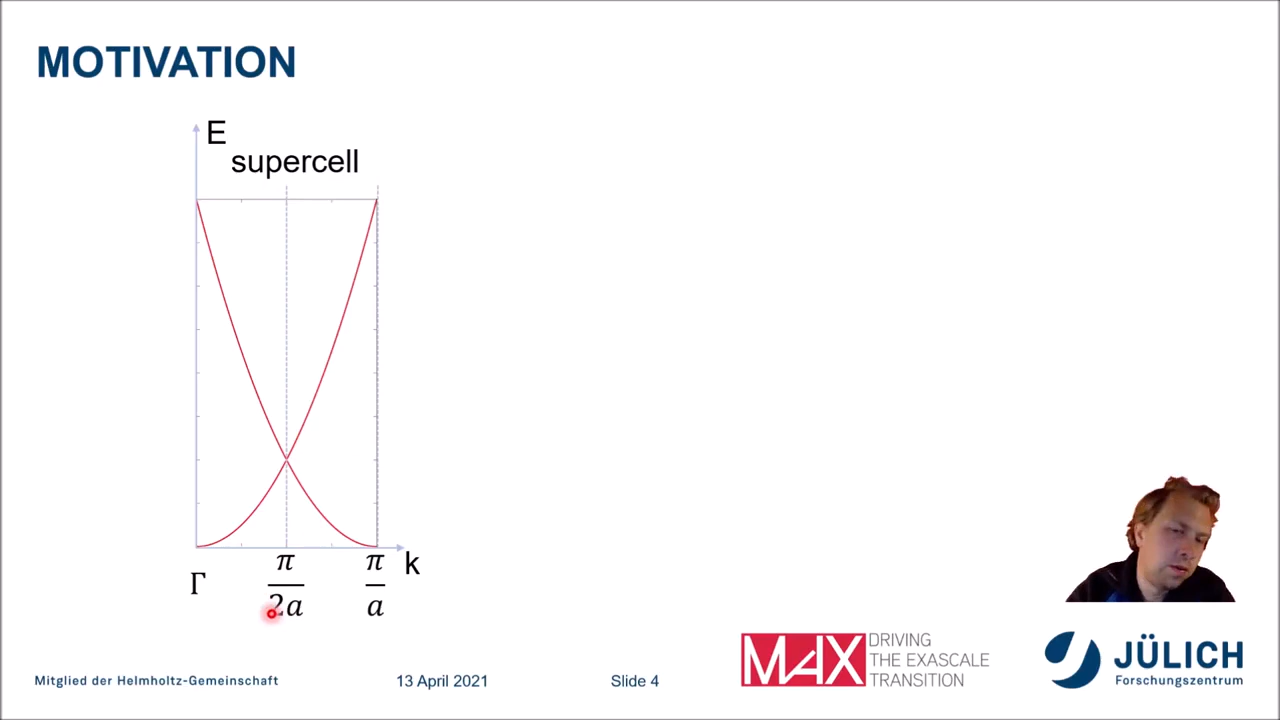 MOTIVATION
E
supercell
k
Γ
π
2a
π
a
MAX DRIVING
THE EXASCALE
TRANSITION
JÜLICH
Forschungszentrum
Mitglied der Helmholtz-Gemeinschaft
13 April 2021
Slide 4